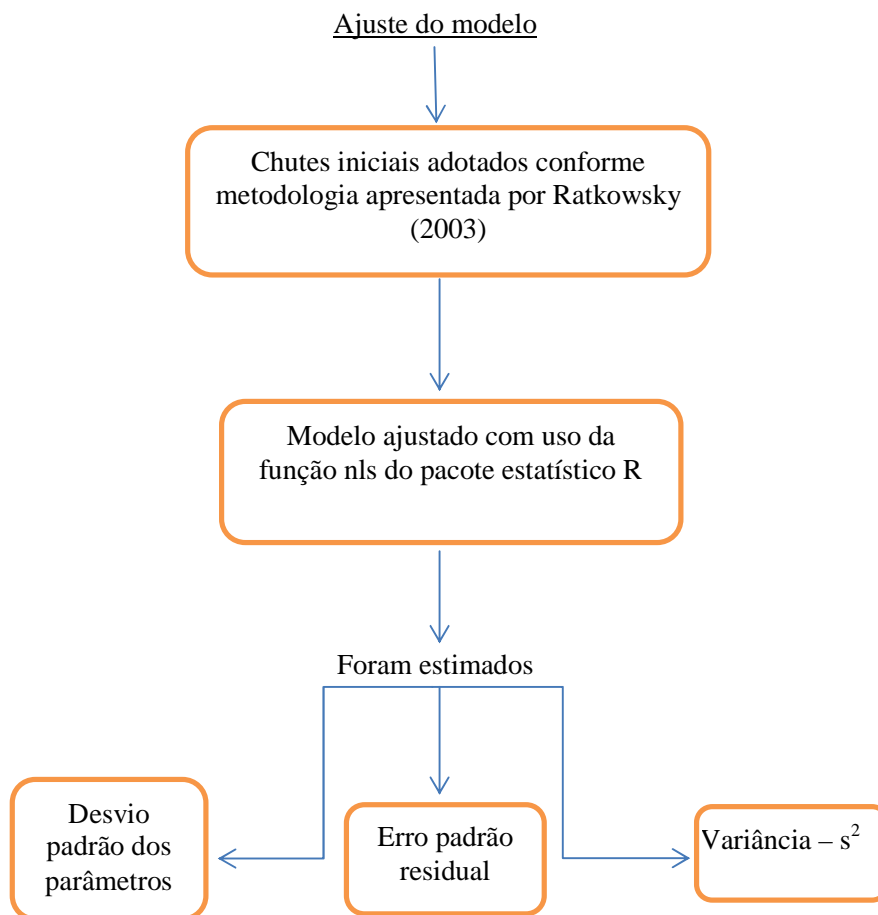 Ajuste do modelo
Chutes iniciais adotados conforme
metodologia apresentada por Ratkowsky
(2003)
Modelo ajustado com uso da
função nls do pacote estatístico R
Foram estimados
Desvio
padrão dos
parâmetros
Erro padrão
residual
Variância – s²